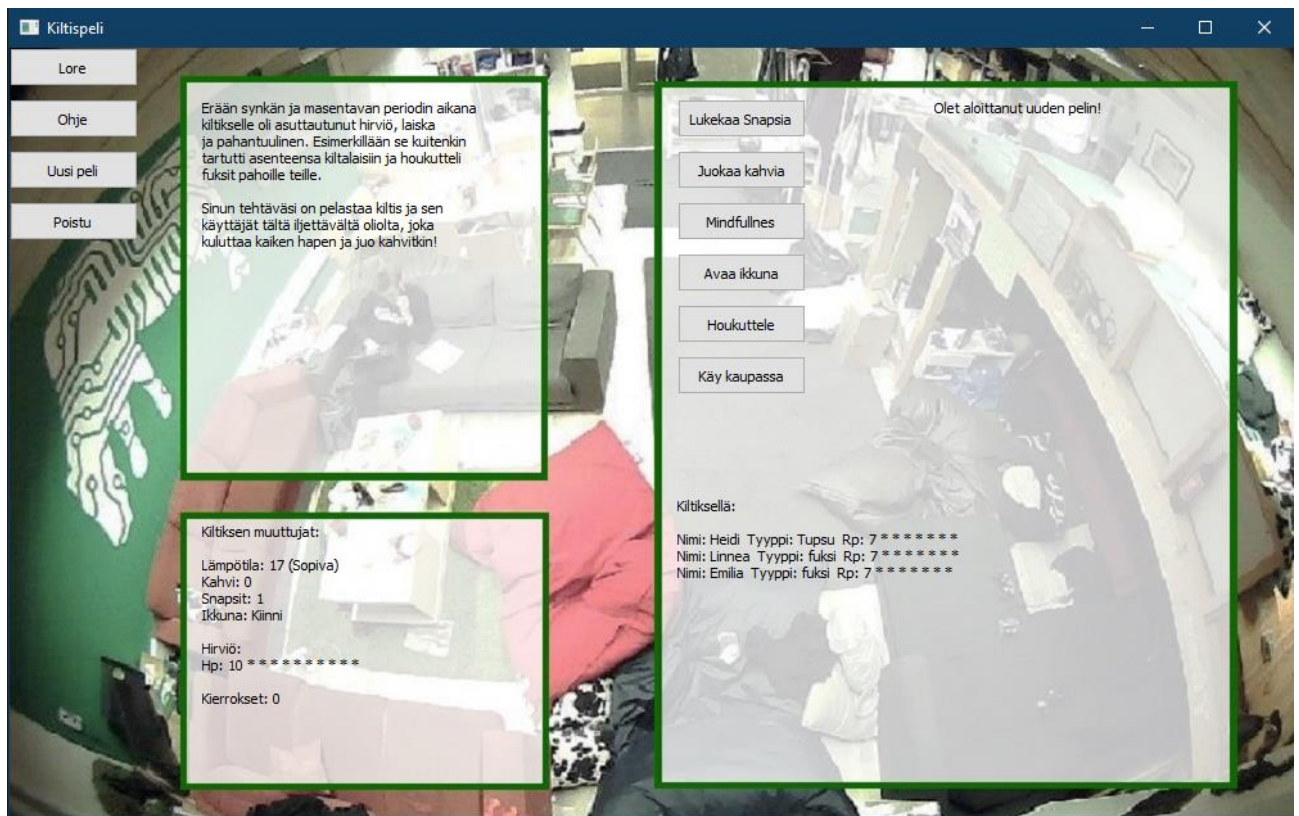 Kiltispeli
Lore
Ohje
Uusi peli
Poistu
Erään synkän ja masentavan periodin aikana
kiltikselle oli asuttautunut hirviö, laiska
ja pahantuulinen. Esimerkillään se kuitenkin
tartutti asenteensa kiltalaisiin ja houkutteli
fuksit pahoille teille.
Sinun tehtäväsi on pelastaa kiltis ja sen
käyttäjät tältä iljettävältä oliolta, joka
kuluttaa kaiken hapen ja juo kahvitkin!
Kiltiksen muuttujat:
Lämpötila: 17 (Sopiva)
Kahvi: 0
Snapsit: 1
Ikkuna: Kiinni
Hirviö:
Hp: 10 * * * * * * * * * *
Kierrokset: 0
Lukekaa Snapsia
Juokaa kahvia
Mindfullnes
Avaa ikkuna
Houkuttele
Käy kaupassa
Olet aloittanut uuden pelin!
Kiltiksellä:
Nimi: Heidi Tyyppi: Tupsu Rp: 7 * * * * * * *
Nimi: Linnea Tyyppi: fuksi Rp: 7 * * * * * * *
Nimi: Emilia Tyyppi: fuksi Rp: 7 * * * * * * *